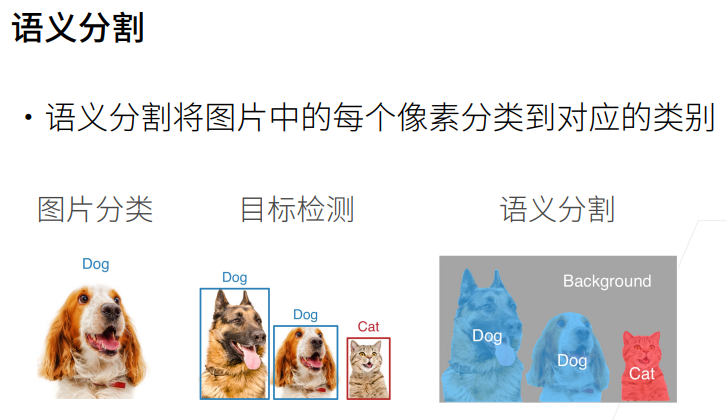 语义分割
• 语义分割将图片中的每个像素分类到对应的类别
图片分类
目标检测
语义分割
Dog
Dog
Dog
Cat
Background
Dog
Dog
Cat